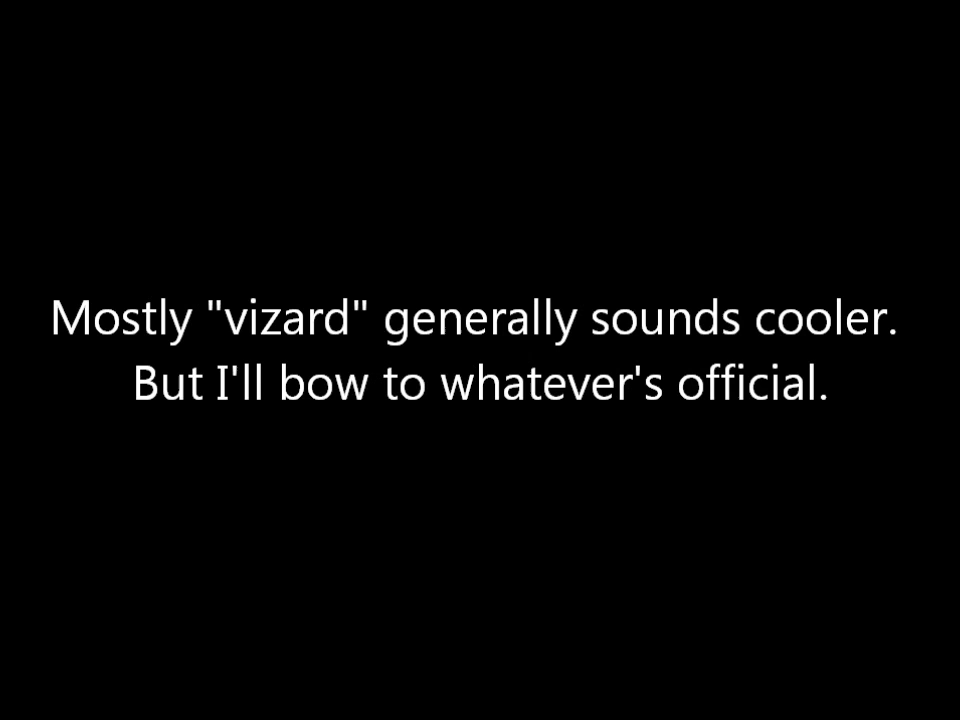 Mostly "vizard" generally sounds cooler.
But I'll bow to whatever's official.